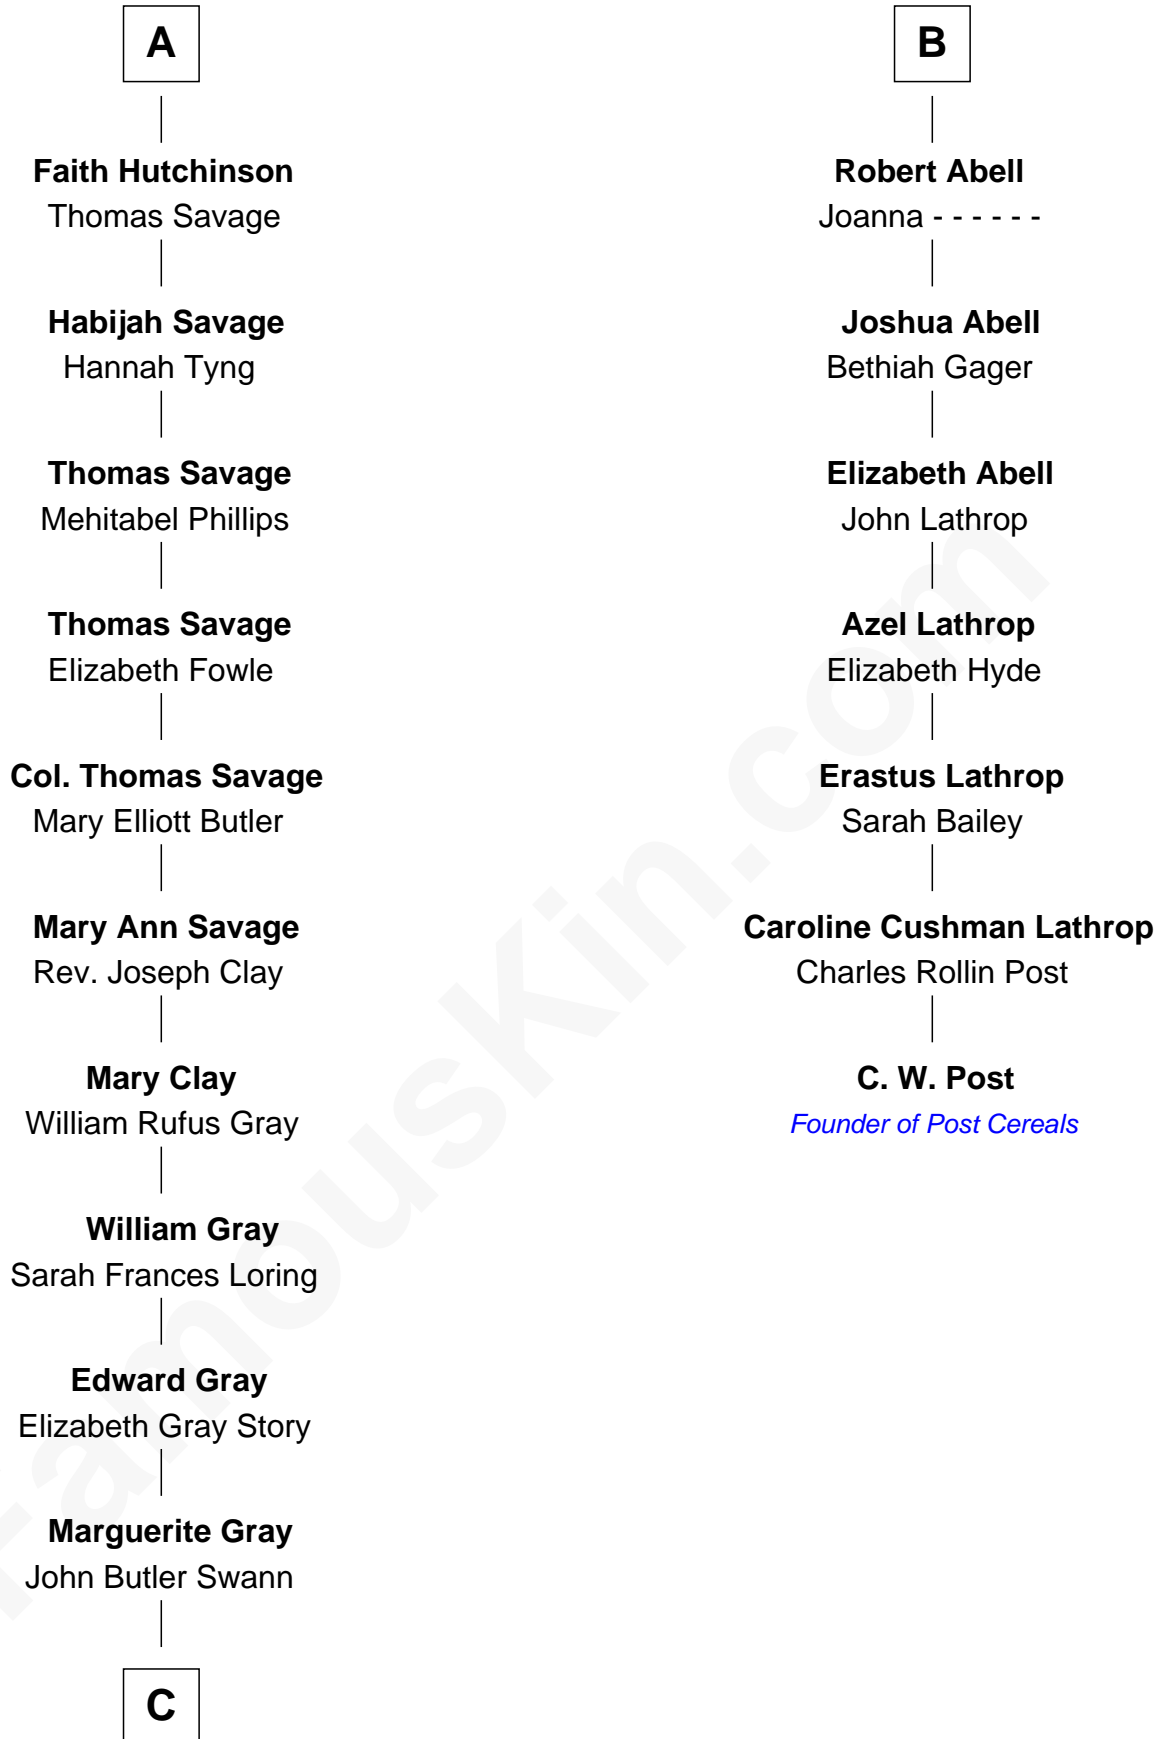 A
Faith Hutchinson
Thomas Savage
Habijah Savage
Hannah Tyng
Thomas Savage
Mehitabel Phillips
Thomas Savage
Elizabeth Fowle
Col. Thomas Savage
Mary Elliott Butler
Mary Ann Savage
Rev. Joseph Clay
Mary Clay
William Rufus Gray
William Gray
Sarah Frances Loring
Edward Gray
Elizabeth Gray Story
Marguerite Gray
John Butler Swann
C
B
Robert Abell
Joanna - - - - - -
Joshua Abell
Bethiah Gager
Elizabeth Abell
John Lathrop
Azel Lathrop
Elizabeth Hyde
Erastus Lathrop
Sarah Bailey
Caroline Cushman Lathrop
Charles Rollin Post
C. W. Post
Founder of Post Cereals
FamousKin.com